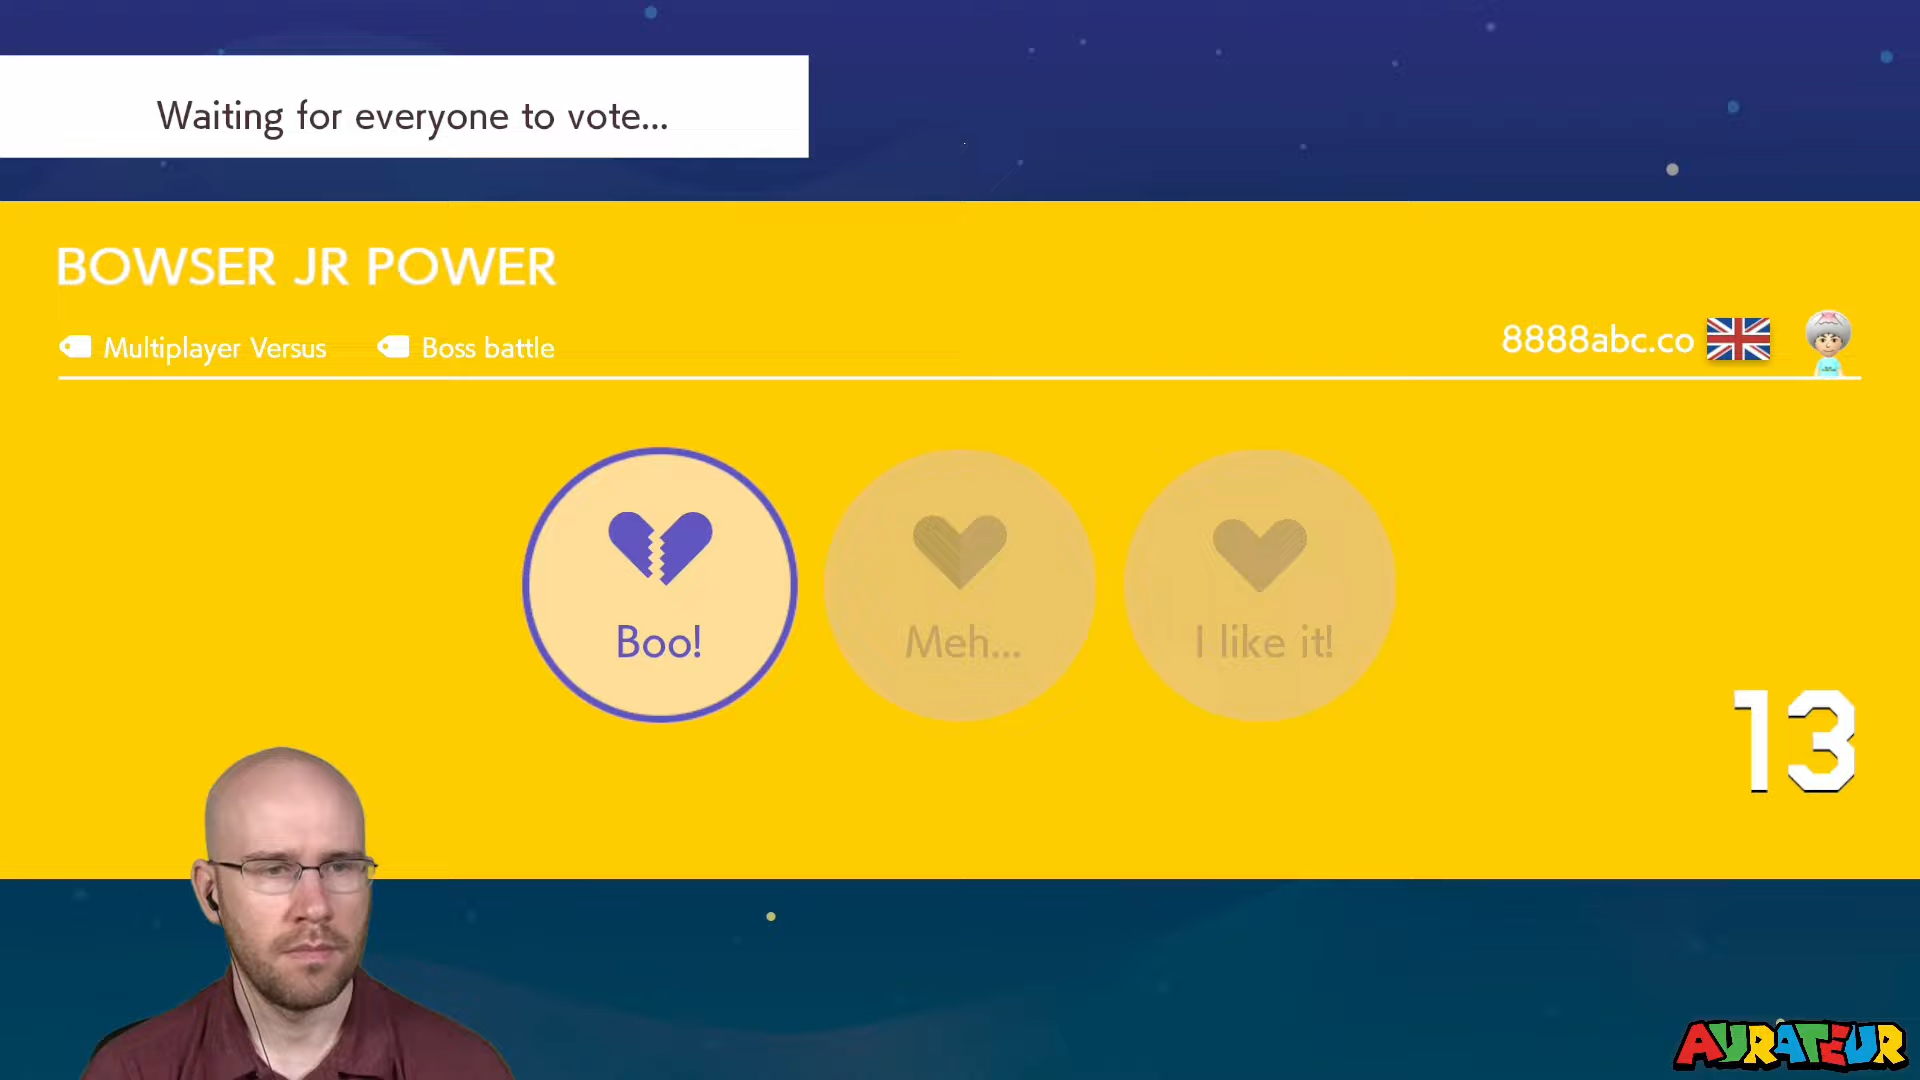 Waiting for everyone to vote...
BOWSER JR POWER
Multiplayer Versus Boss battle
8888abc.co
Boo!
Meh...
I like it!
13
AURATEUR